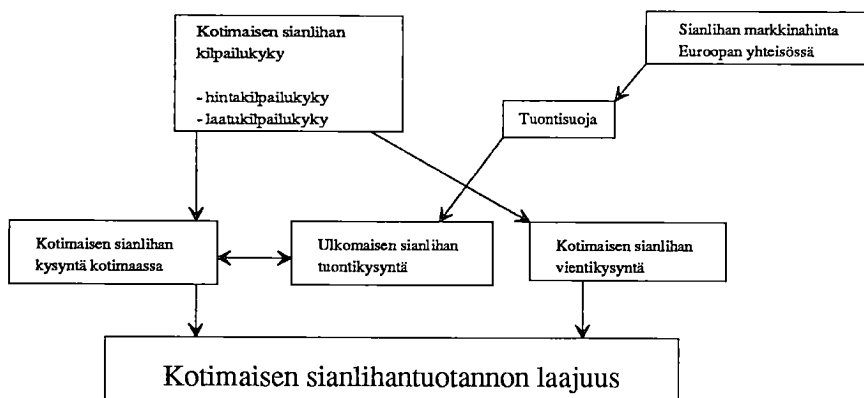 Kotimaisen sianlihan
kilpailukyky
- hintakilpailukyky
- laatukilpailukyky
Sianlihan markkinahinta
Euroopan yhteisössä
Tuontisuoja
Kotimaisen sianlihan
kysyntä kotimaassa
Ulkomaisen sianlihan
tuontikysyntä
Kotimaisen sianlihan
vientikysyntä
Kotimaisen sianlihantuotannon laajuus